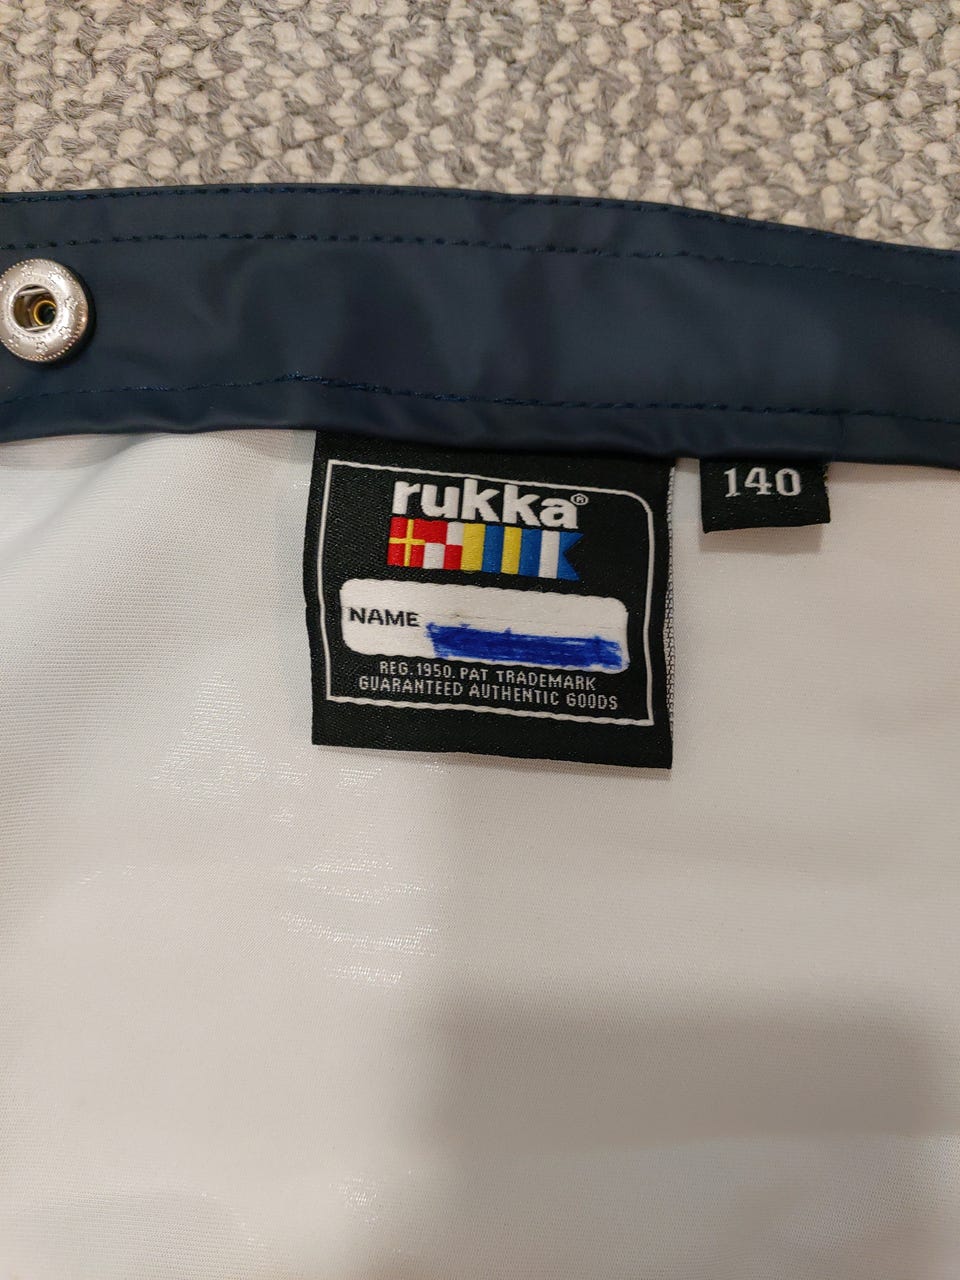 rukka®
140
NAME
REG. 1950. PAT TRADEMARK
GUARANTEED AUTHENTIC GOODS